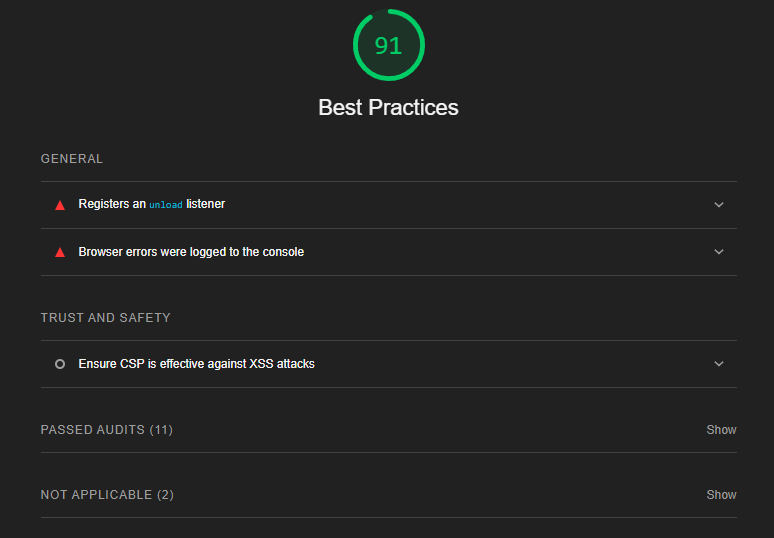 91
Best Practices
GENERAL
Registers an unload listener
Browser errors were logged to the console
TRUST AND SAFETY
Ensure CSP is effective against XSS attacks
PASSED AUDITS (11) Show
NOT APPLICABLE (2) Show